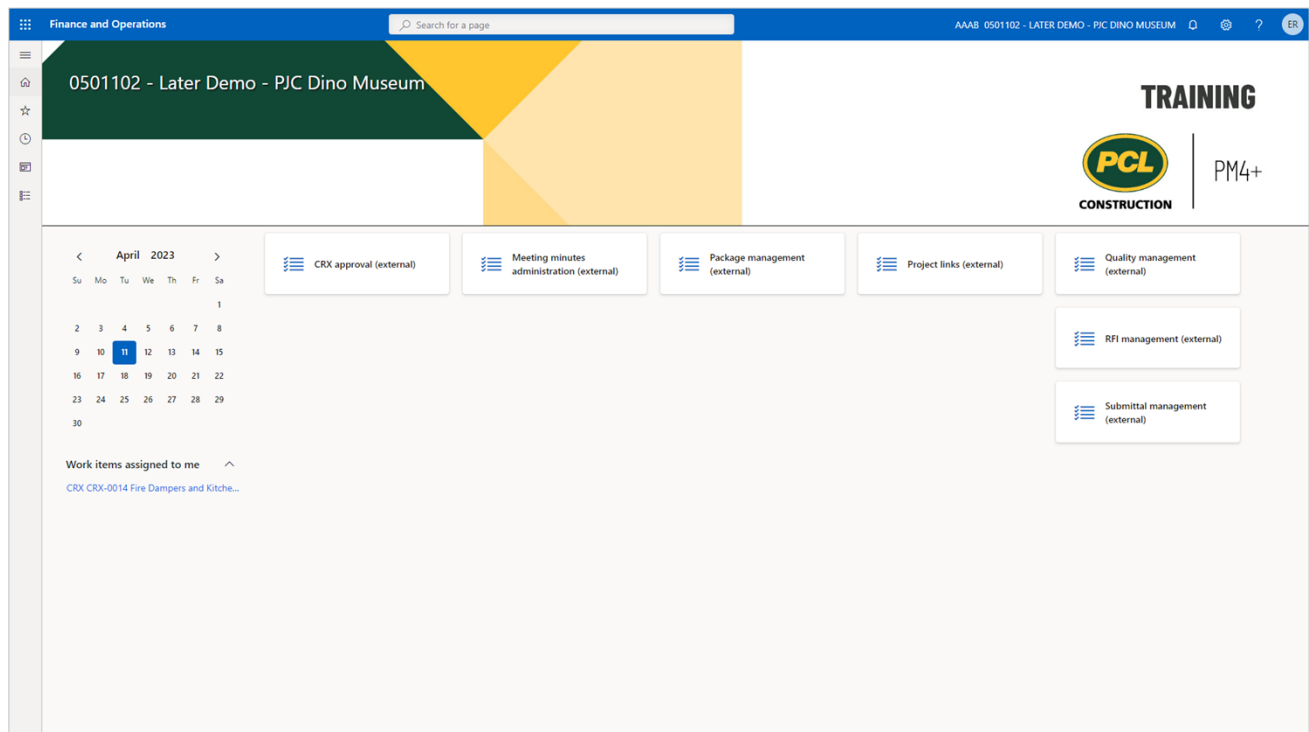 Finance and Operations
Search for a page
AAAB 0501102 - LATER DEMO - PJC DINO MUSEUM
?
ER
0501102 - Later Demo - PJC Dino Museum
TRAINING
PCL
CONSTRUCTION
PM4+
April 2023
Su Mo Tu We Th Fr Sa
1
2 3 4 5 6 7 8
9 10 11 12 13 14 15
16 17 18 19 20 21 22
23 24 25 26 27 28 29
30
Work items assigned to me
CRX CRX-0014 Fire Dampers and Kitche...
CRX approval (external)
Meeting minutes
administration (external)
Package management
(external)
Project links (external)
Quality management
(external)
RFI management (external)
Submittal management
(external)